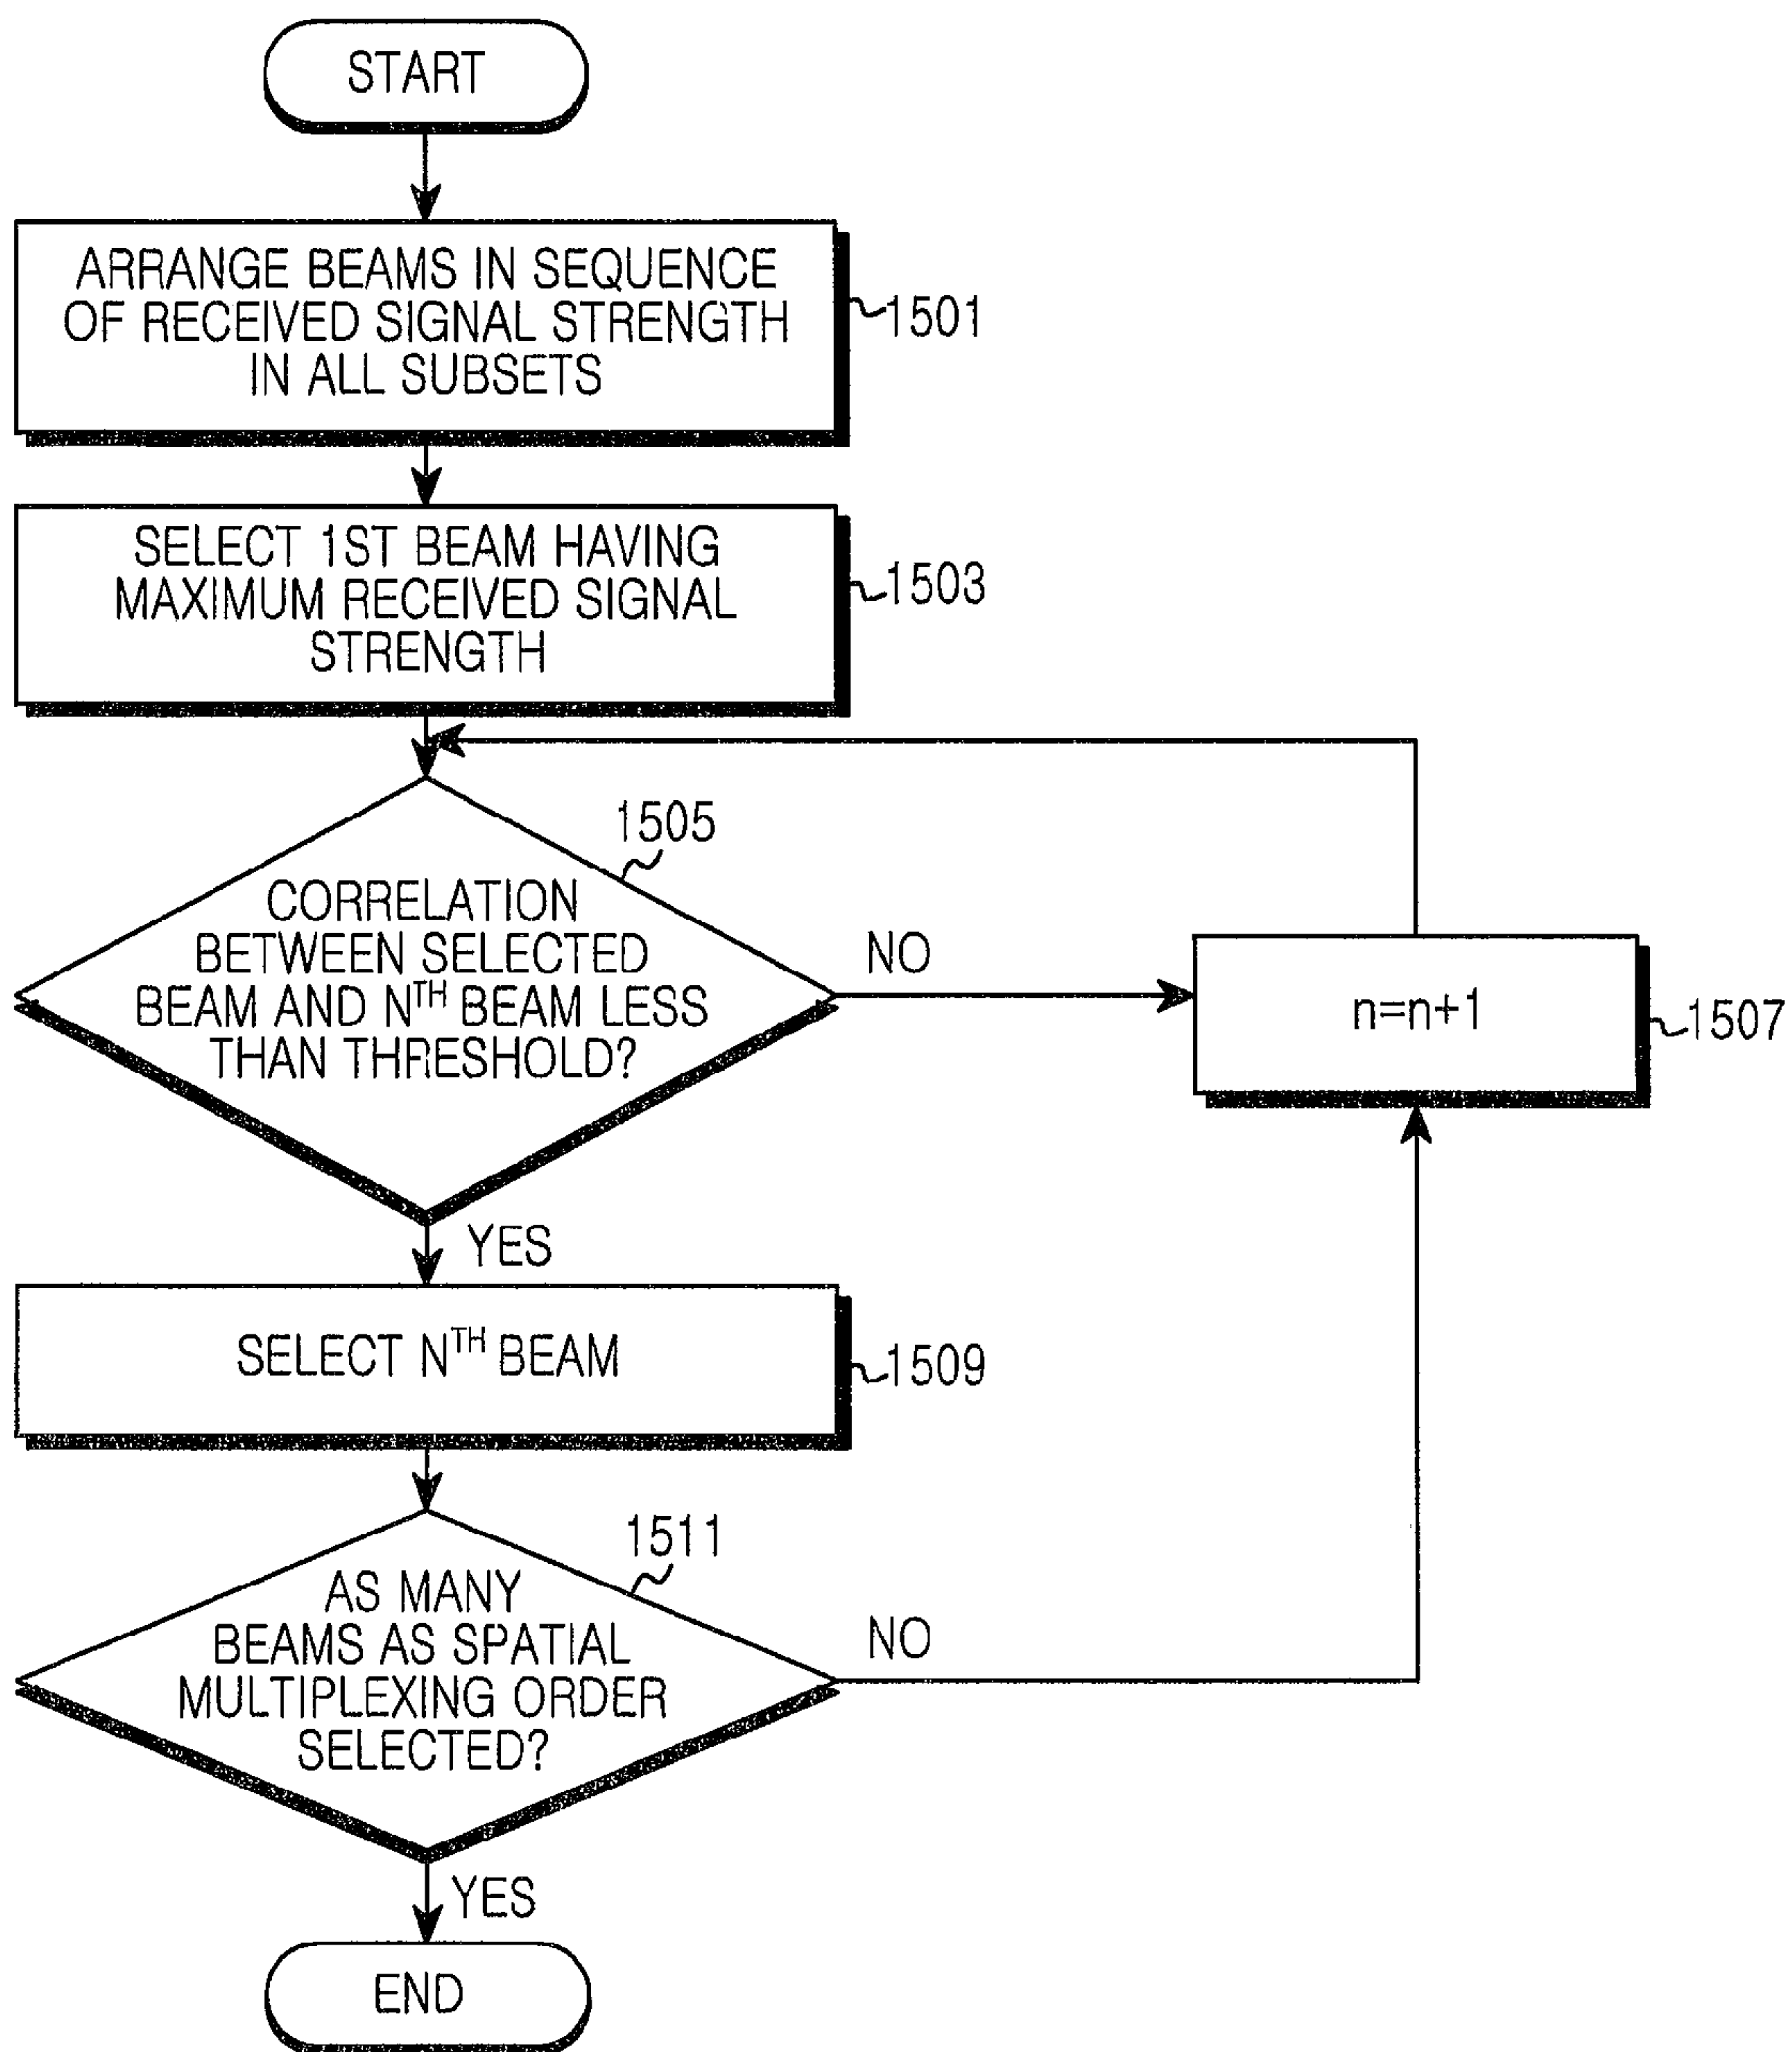 START
ARRANGE BEAMS IN SEQUENCE
OF RECEIVED SIGNAL STRENGTH
IN ALL SUBSETS
1501
SELECT 1ST BEAM HAVING
MAXIMUM RECEIVED SIGNAL
STRENGTH
1503
1505
CORRELATION
BETWEEN SELECTED
BEAM AND NTH BEAM LESS
THAN THRESHOLD?
NO
n=n+1
1507
YES
SELECT NTH BEAM
1509
1511
AS MANY
BEAMS AS SPATIAL
MULTIPLEXING ORDER
SELECTED?
NO
YES
END